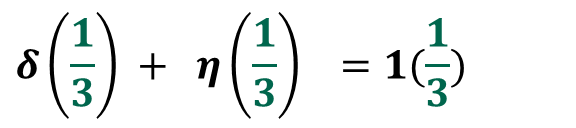 δ(1/3) + η(1/3) = 1(1/3)